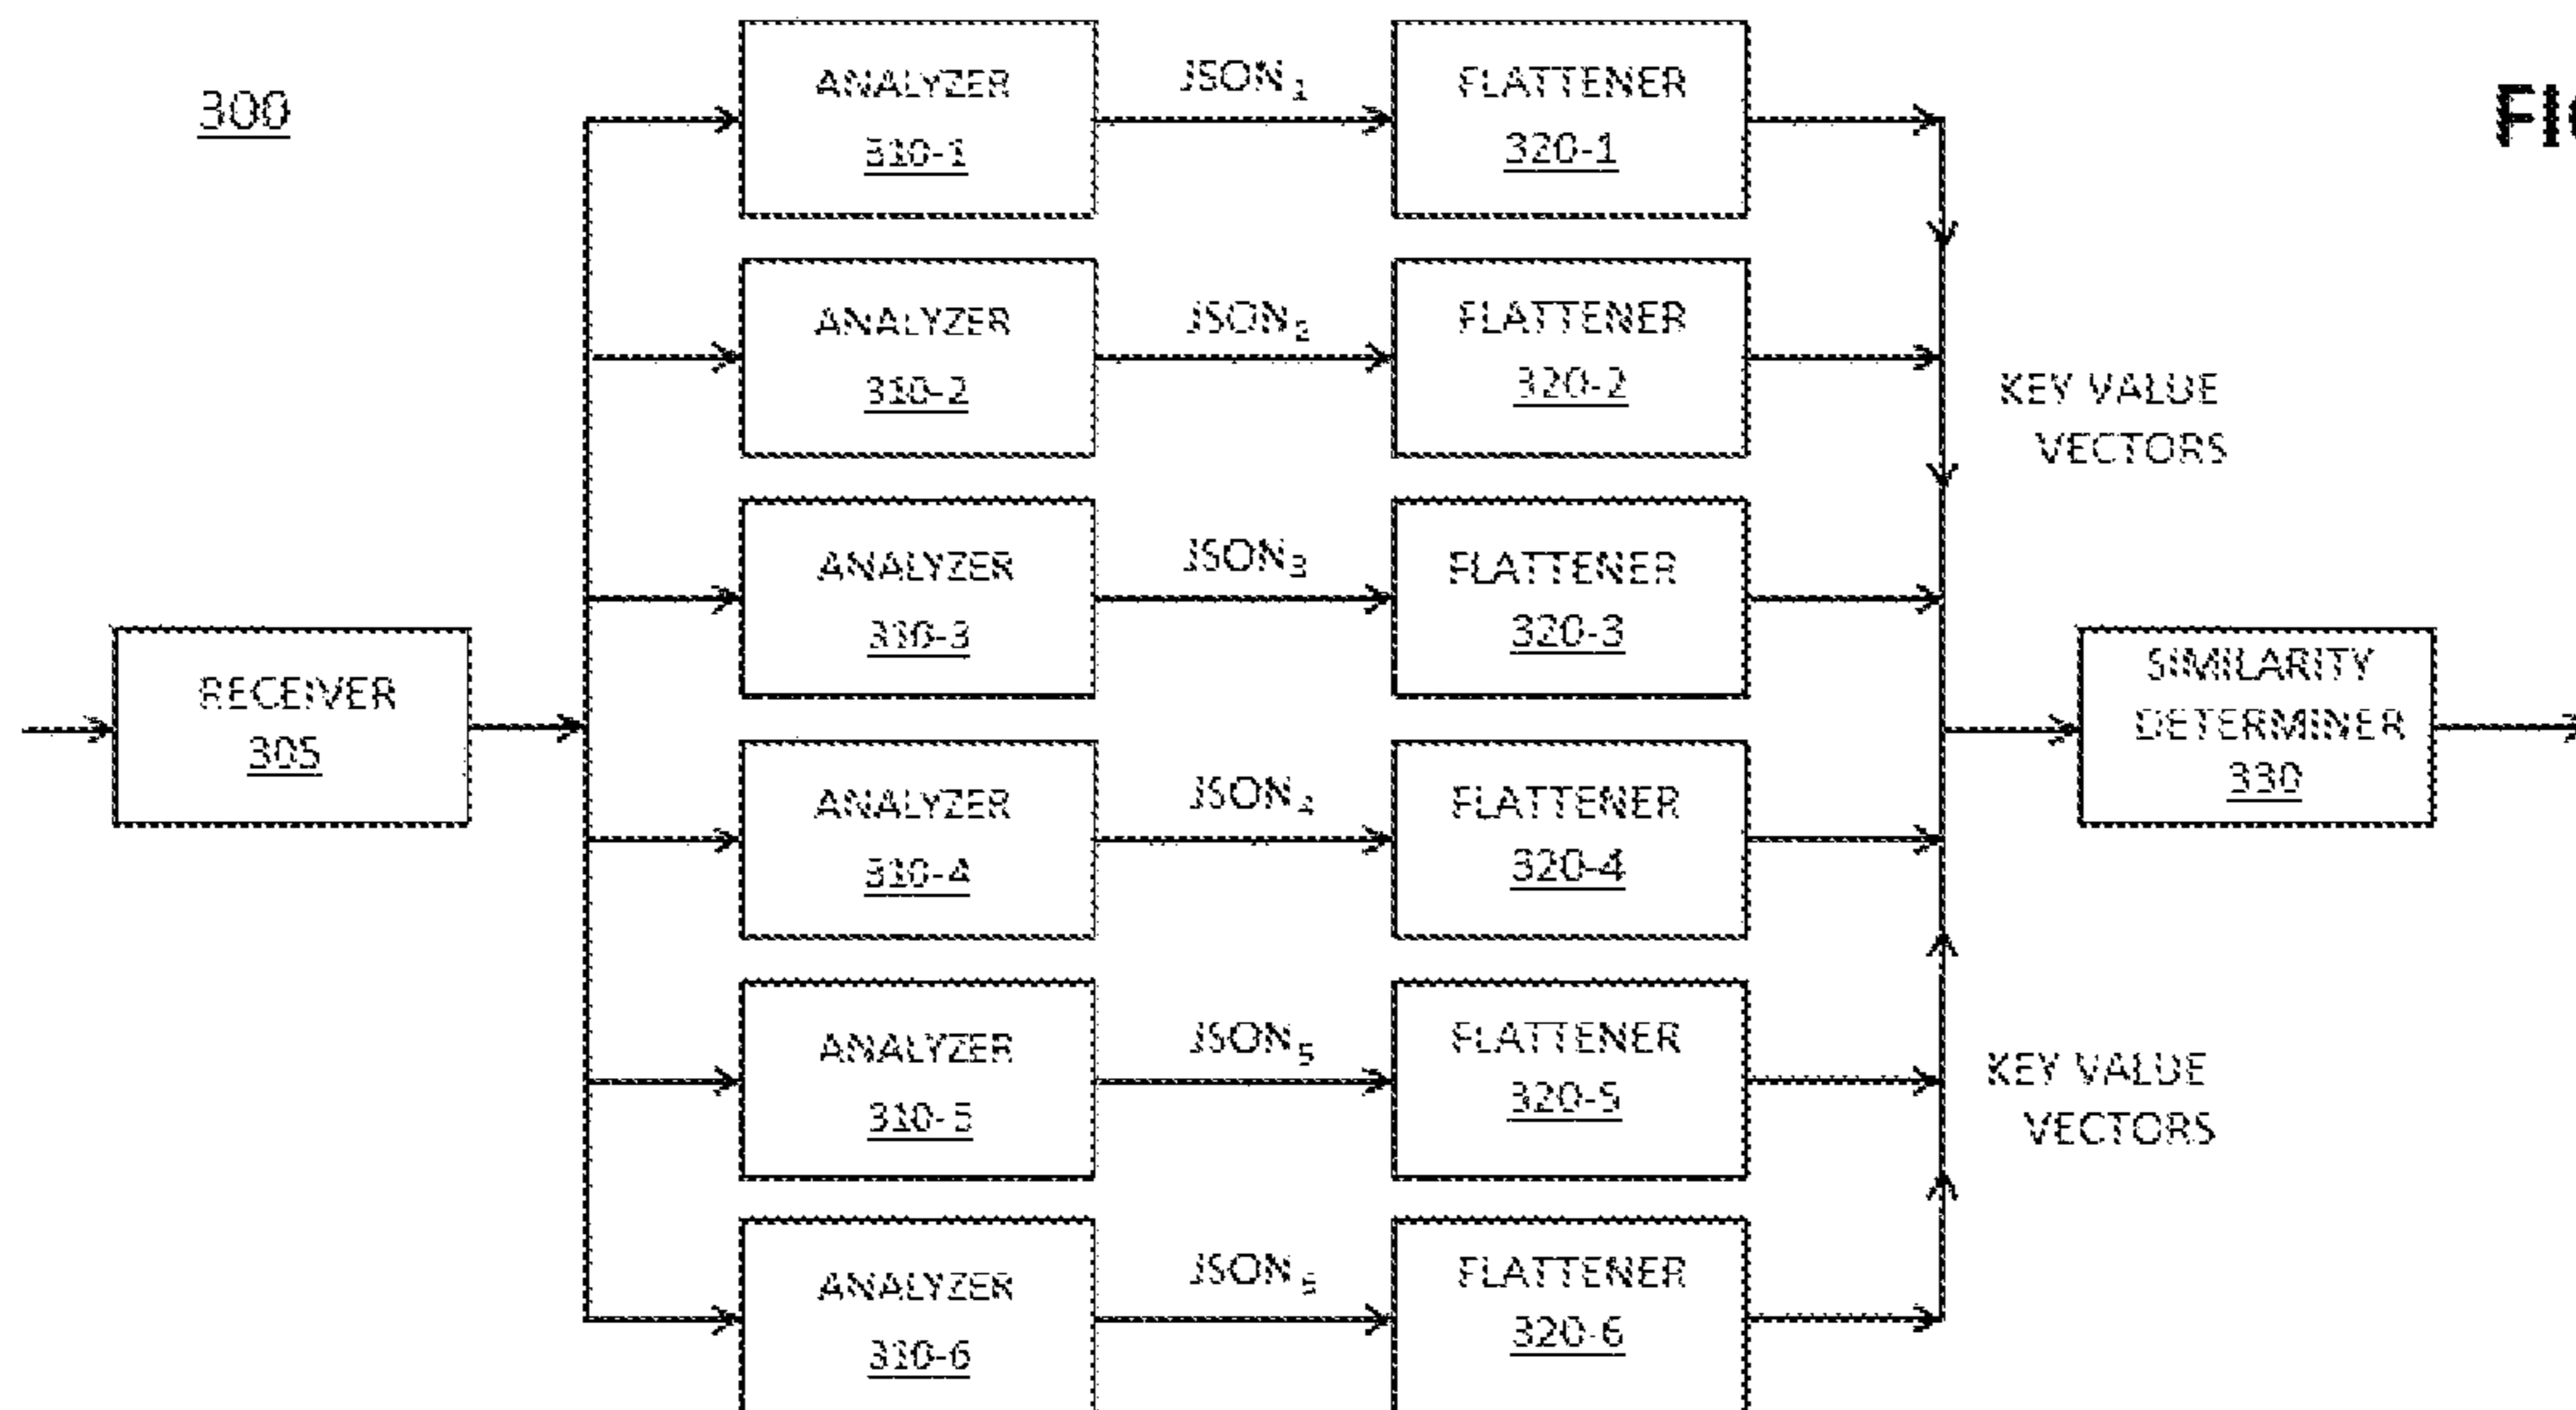 300
FIG
ANALYZER
310-1
JSON1
FLATTENER
320-1
ANALYZER
310-2
JSON2
FLATTENER
320-2
KEY VALUE
VECTORS
ANALYZER
310-3
JSON3
FLATTENER
320-3
RECEIVER
305
SIMILARITY
DETERMINER
330
ANALYZER
310-4
JSON4
FLATTENER
320-4
ANALYZER
310-5
JSON5
FLATTENER
320-5
KEY VALUE
VECTORS
ANALYZER
310-6
JSON6
FLATTENER
320-6